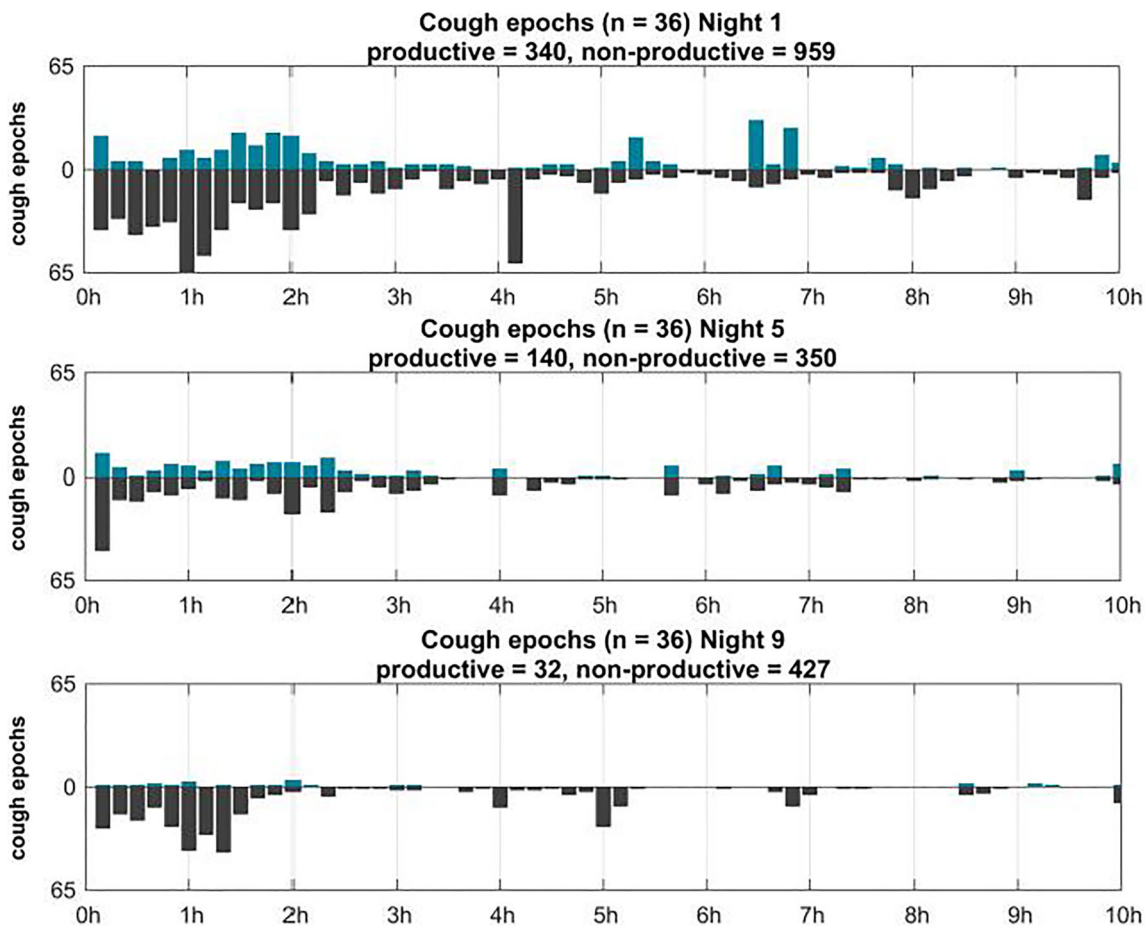 Cough epochs (n = 36) Night 1
productive = 340, non-productive = 959
65
0
65
cough epochs
0h 1h 2h 3h 4h 5h 6h 7h 8h 9h 10h
Cough epochs (n = 36) Night 5
productive = 140, non-productive = 350
65
0
65
cough epochs
0h 1h 2h 3h 4h 5h 6h 7h 8h 9h 10h
Cough epochs (n = 36) Night 9
productive = 32, non-productive = 427
65
0
65
cough epochs
0h 1h 2h 3h 4h 5h 6h 7h 8h 9h 10h